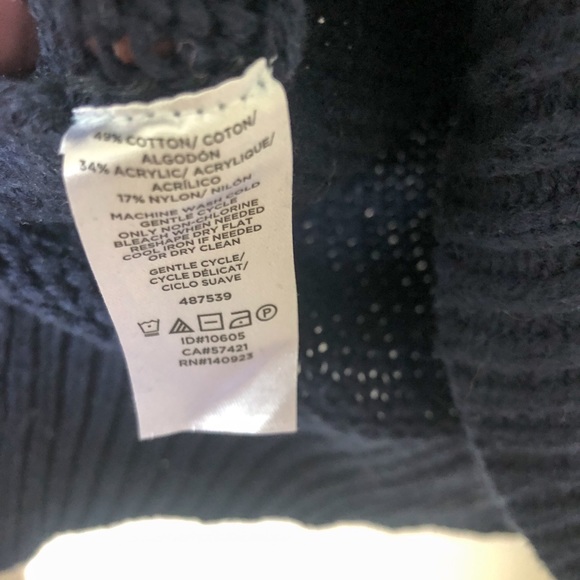 49% COTTON/ COTON/
ALGODÓN
34% ACRYLIC/ ACRYLIQUE/
ACRÍLICO
17% NYLON/ NILÓN
MACHINE WASH COLD
GENTLE CYCLE
ONLY NON-CHLORINE
BLEACH WHEN NEEDED
RESHAPE DRY FLAT
COOL IRON IF NEEDED
OR DRY CLEAN
GENTLE CYCLE/
CYCLE DÉLICAT/
CICLO SUAVE
487539
P
ID#10605
CA#57421
RN#140923